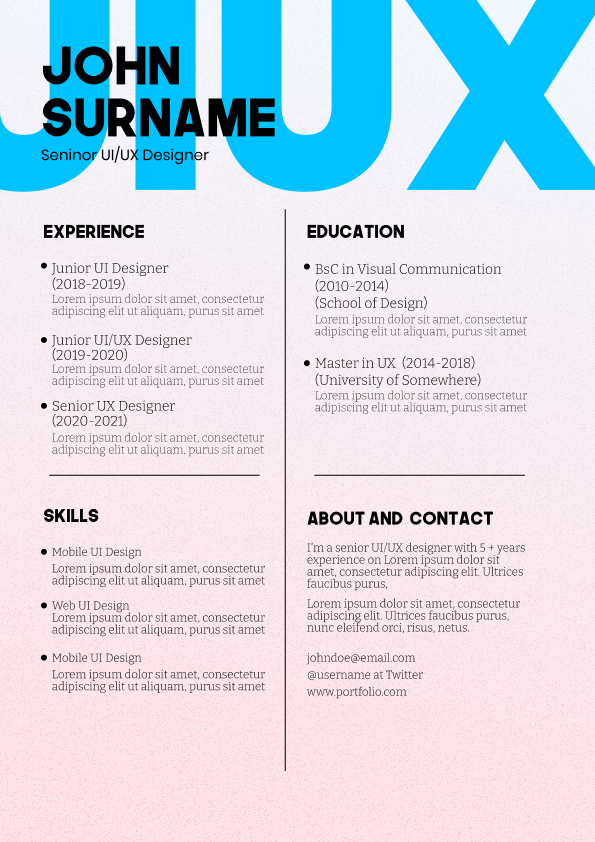 UIUX
JOHN
SURNAME
Seninor UI/UX Designer
EXPERIENCE
Junior UI Designer
(2018-2019)
Lorem ipsum dolor sit amet, consectetur
adipiscing elit ut aliquam, purus sit amet
Junior UI/UX Designer
(2019-2020)
Lorem ipsum dolor sit amet, consectetur
adipiscing elit ut aliquam, purus sit amet
Senior UX Designer
(2020-2021)
Lorem ipsum dolor sit amet, consectetur
adipiscing elit ut aliquam, purus sit amet
EDUCATION
BsC in Visual Communication
(2010-2014)
(School of Design)
Lorem ipsum dolor sit amet, consectetur
adipiscing elit ut aliquam, purus sit amet
Master in UX (2014-2018)
(University of Somewhere)
Lorem ipsum dolor sit amet, consectetur
adipiscing elit ut aliquam, purus sit amet
SKILLS
Mobile UI Design
Lorem ipsum dolor sit amet, consectetur
adipiscing elit ut aliquam, purus sit amet
Web UI Design
Lorem ipsum dolor sit amet, consectetur
adipiscing elit ut aliquam, purus sit amet
Mobile UI Design
Lorem ipsum dolor sit amet, consectetur
adipiscing elit ut aliquam, purus sit amet
ABOUT AND CONTACT
I'm a senior UI/UX designer with 5 + years
experience on Lorem ipsum dolor sit
amet, consectetur adipiscing elit. Ultrices
faucibus purus,
Lorem ipsum dolor sit amet, consectetur
adipiscing elit. Ultrices faucibus purus,
nunc eleifend orci, risus, netus.
johndoe@email.com
@username at Twitter
www.portfolio.com